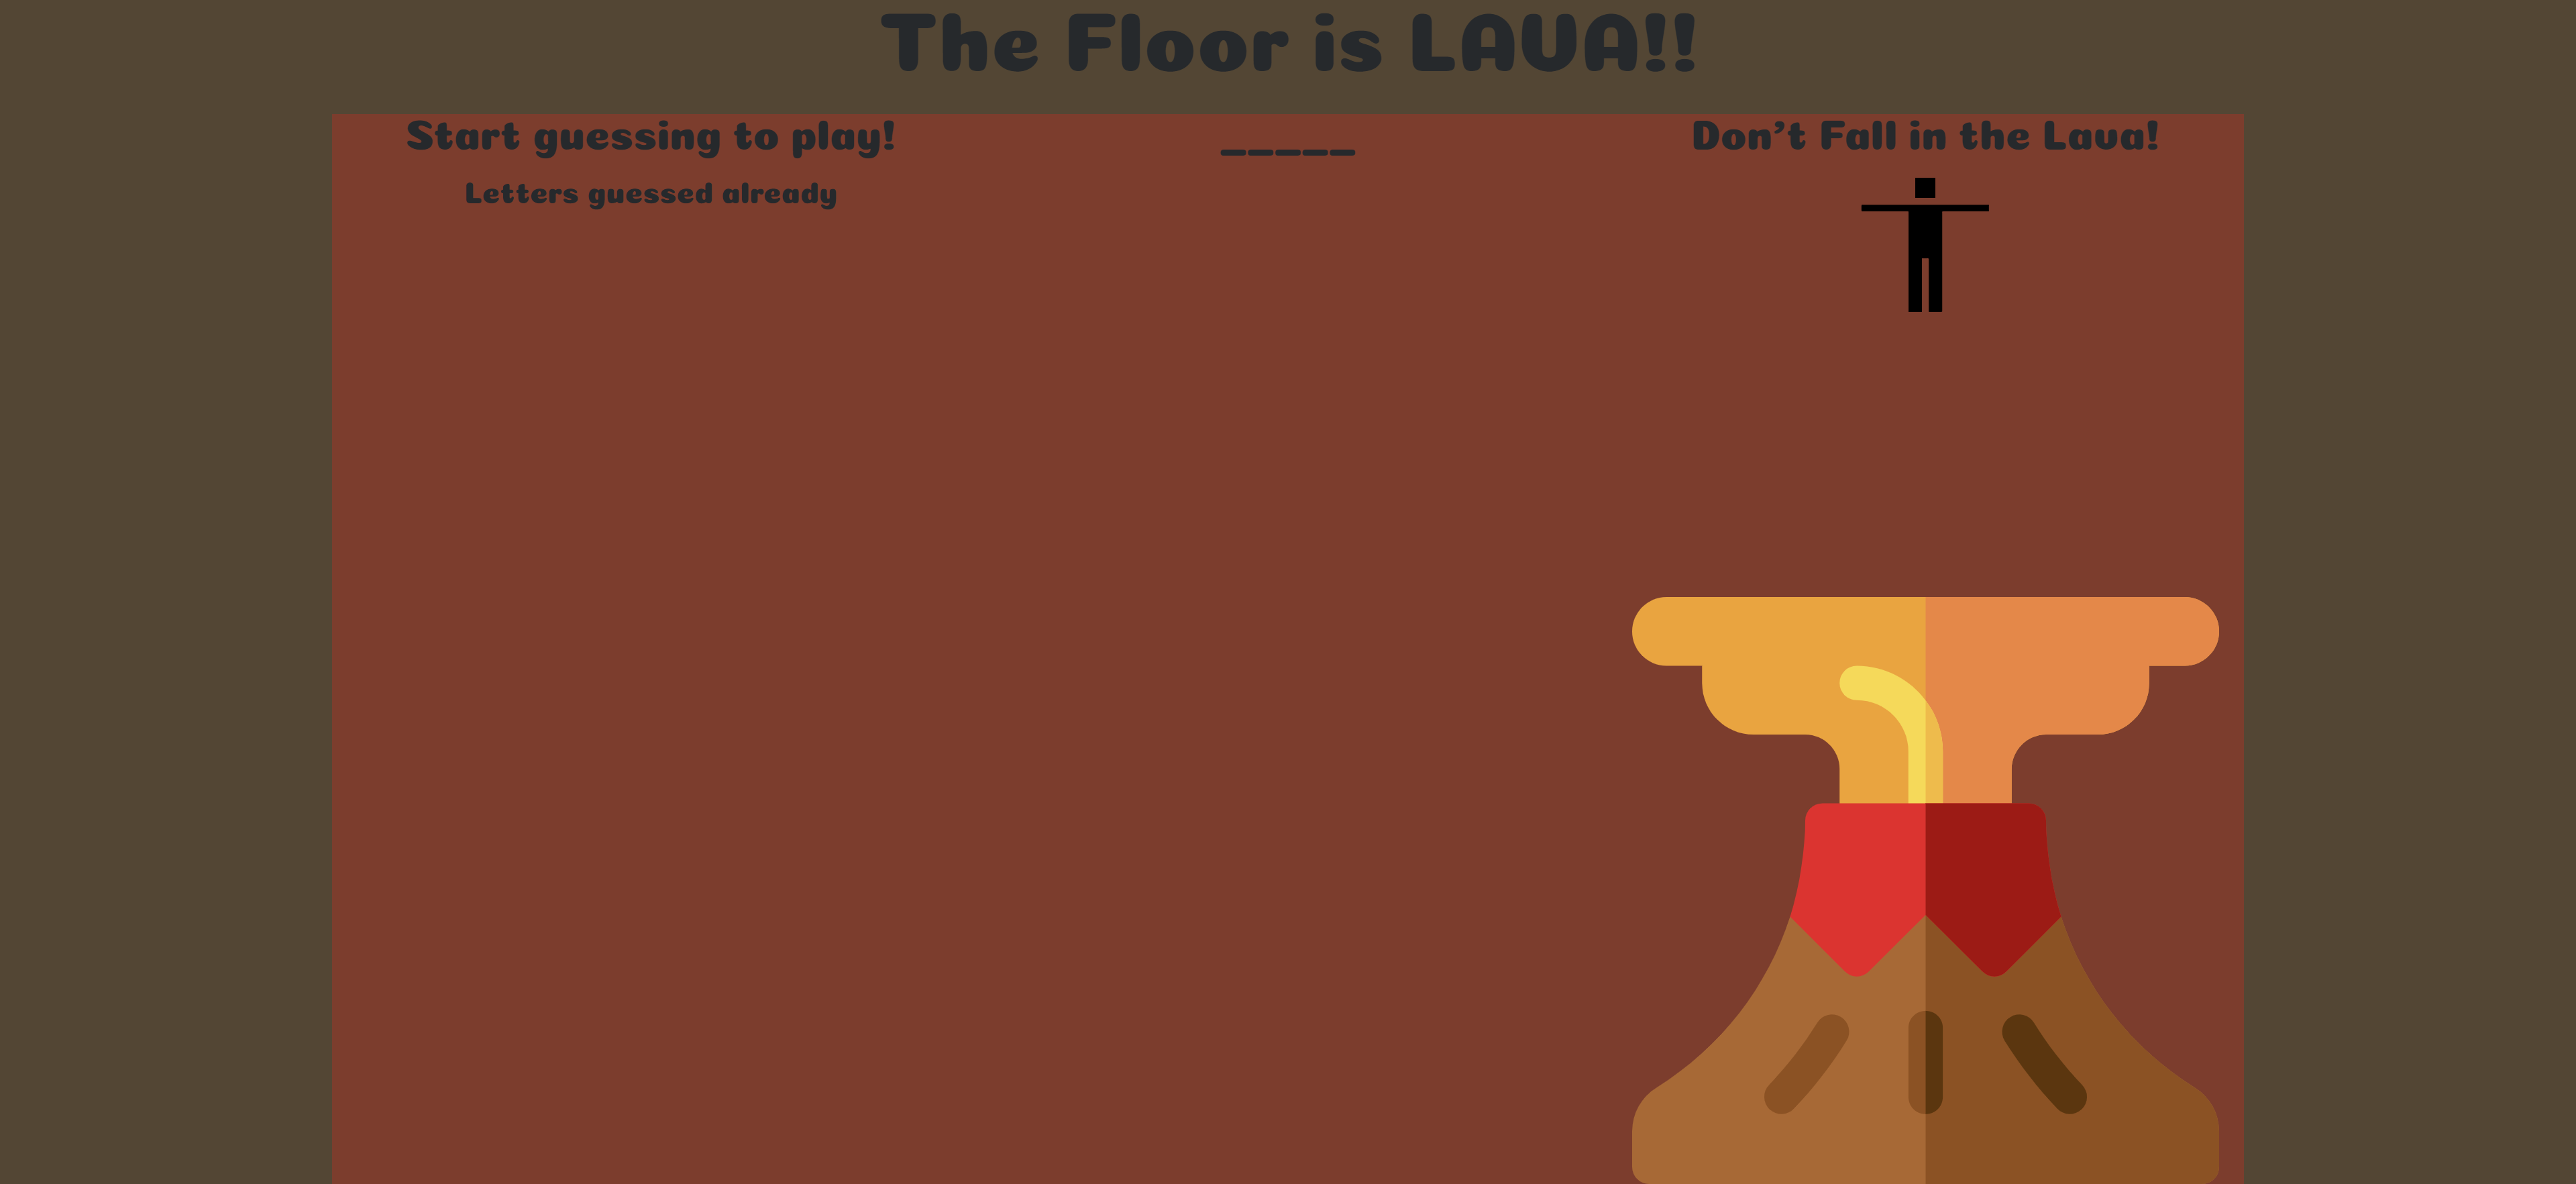 The Floor is LAVA!!
Start guessing to play!
_____
Don't Fall in the Lava!
Letters guessed already